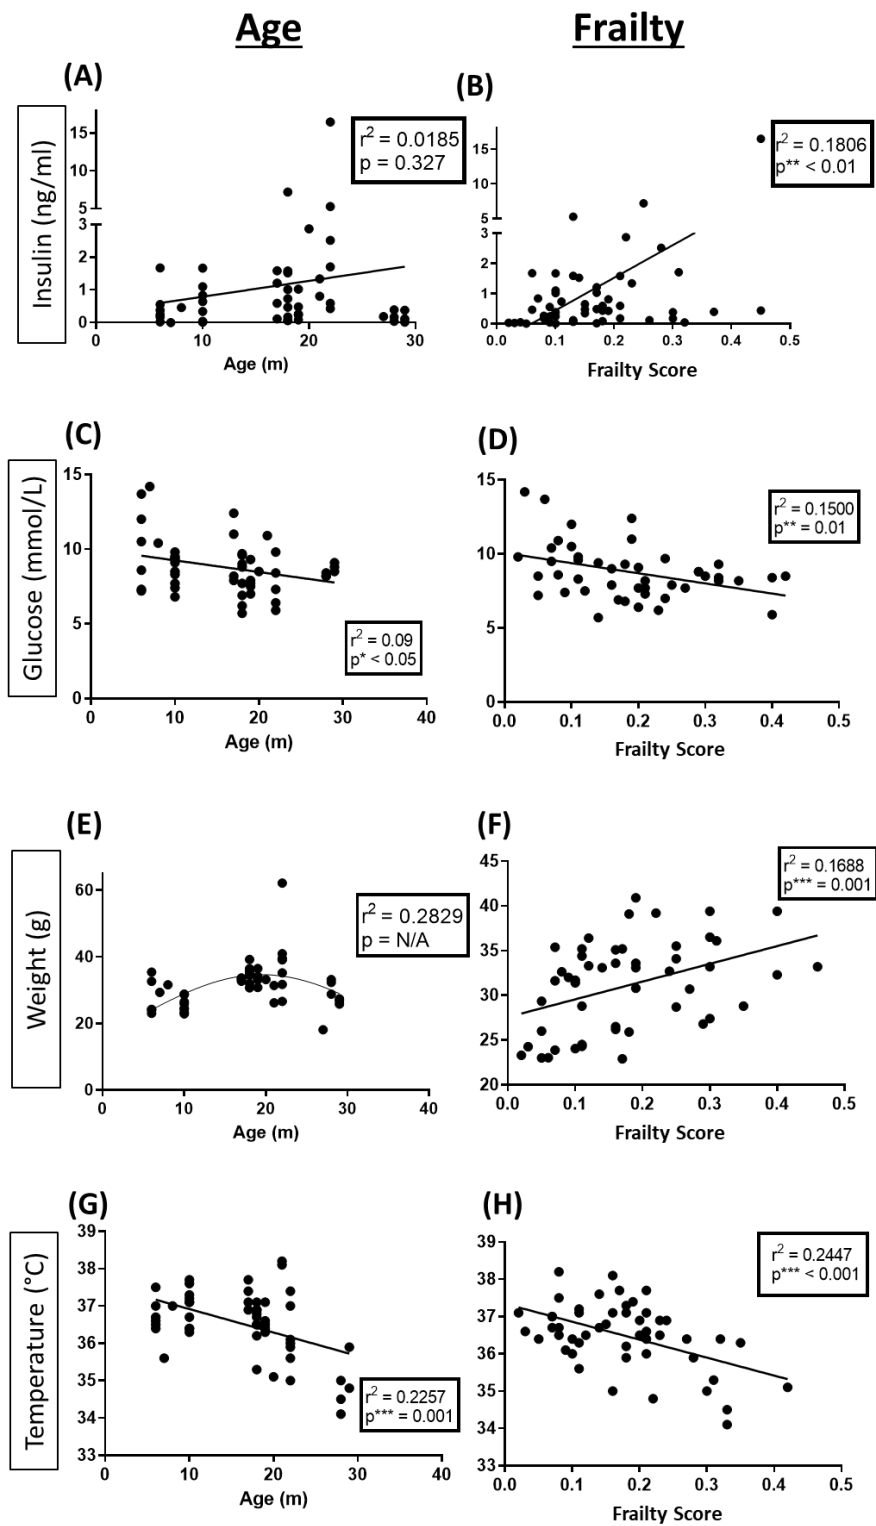 Age
Frailty
(A)
Insulin (ng/ml)
15
10
5
3
2
1
0
0
10
20
30
Age (m)
r² = 0.0185
p = 0.327
(B)
15
10
5
3
2
1
0
0.0
0.1
0.2
0.3
0.4
0.5
Frailty Score
r² = 0.1806
p** < 0.01
(C)
Glucose (mmol/L)
15
10
5
0
0
10
20
30
40
Age (m)
r² = 0.09
p* < 0.05
(D)
15
10
5
0
0.0
0.1
0.2
0.3
0.4
0.5
Frailty Score
r² = 0.1500
p** = 0.01
(E)
Weight (g)
60
40
20
0
0
10
20
30
40
Age (m)
r² = 0.2829
p = N/A
(F)
45
40
35
30
25
20
0.0
0.1
0.2
0.3
0.4
0.5
Frailty Score
r² = 0.1688
p*** = 0.001
(G)
Temperature (°C)
39
38
37
36
35
34
33
0
10
20
30
40
Age (m)
r² = 0.2257
p*** = 0.001
(H)
39
38
37
36
35
34
33
0.0
0.1
0.2
0.3
0.4
0.5
Frailty Score
r² = 0.2447
p*** < 0.001